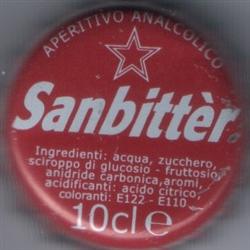 APERITIVO ANALCOLICO
Sanbittèr
Ingredienti: acqua, zucchero,
sciroppo di glucosio - fruttosio,
anidride carbonica, aromi,
acidificanti: acido citrico,
coloranti: E122 - E110
10cl e